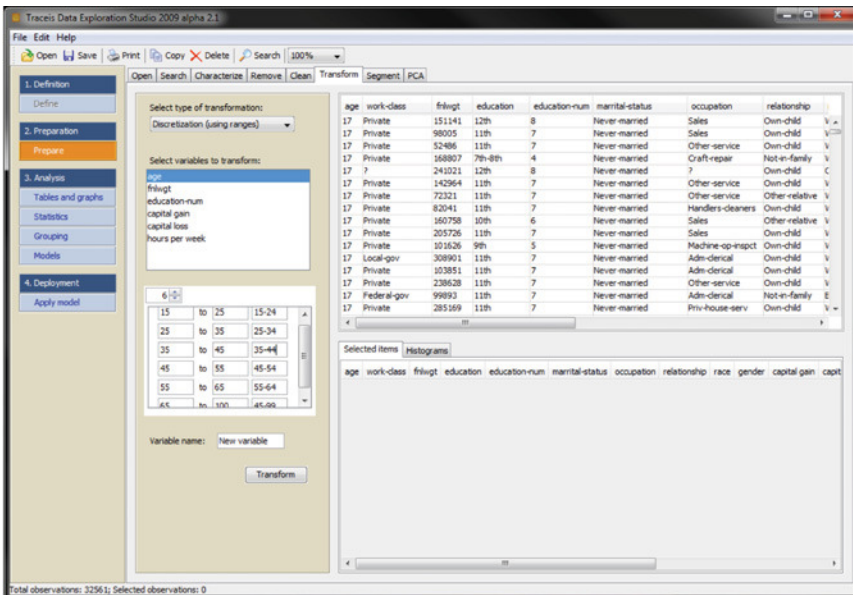 Traceis Data Exploration Studio 2009 alpha 2.1
File Edit Help
Open Save Print Copy Delete Search 100%
Open Search Characterize Remove Clean Transform Segment PCA
1. Definition
Define
2. Preparation
Prepare
3. Analysis
Tables and graphs
Statistics
Grouping
Models
4. Deployment
Apply model
Select type of transformation:
Discretization (using ranges)
Select variables to transform:
age
fnlwgt
education-num
capital gain
capital loss
hours per week
6
15 to 25 15-24
25 to 35 25-34
35 to 45 35-44
45 to 55 45-54
55 to 65 55-64
65 to 100 45-99
Variable name: New variable
Transform
age work-class fnlwgt education education-num marrital-status occupation relationship
17 Private 151141 12th 8 Never-married Sales Own-child
17 Private 98005 11th 7 Never-married Sales Own-child
17 Private 52486 11th 7 Never-married Other-service Own-child
17 Private 168807 7th-8th 4 Never-married Craft-repair Not-in-family
17 ? 241021 12th 8 Never-married ? Own-child
17 Private 142964 11th 7 Never-married Other-service Own-child
17 Private 72321 11th 7 Never-married Other-service Other-relative
17 Private 82041 11th 7 Never-married Handlers-cleaners Own-child
17 Private 160758 10th 6 Never-married Sales Other-relative
17 Private 205726 11th 7 Never-married Sales Own-child
17 Private 101626 9th 5 Never-married Machine-op-inspct Own-child
17 Local-gov 308901 11th 7 Never-married Adm-clerical Own-child
17 Private 103851 11th 7 Never-married Adm-clerical Own-child
17 Private 238628 11th 7 Never-married Other-service Own-child
17 Federal-gov 99893 11th 7 Never-married Adm-clerical Not-in-family
17 Private 285169 11th 7 Never-married Priv-house-serv Own-child
Selected items Histograms
age work-class fnlwgt education education-num marrital-status occupation relationship race gender capital gain capit
Total observations: 32561; Selected observations: 0